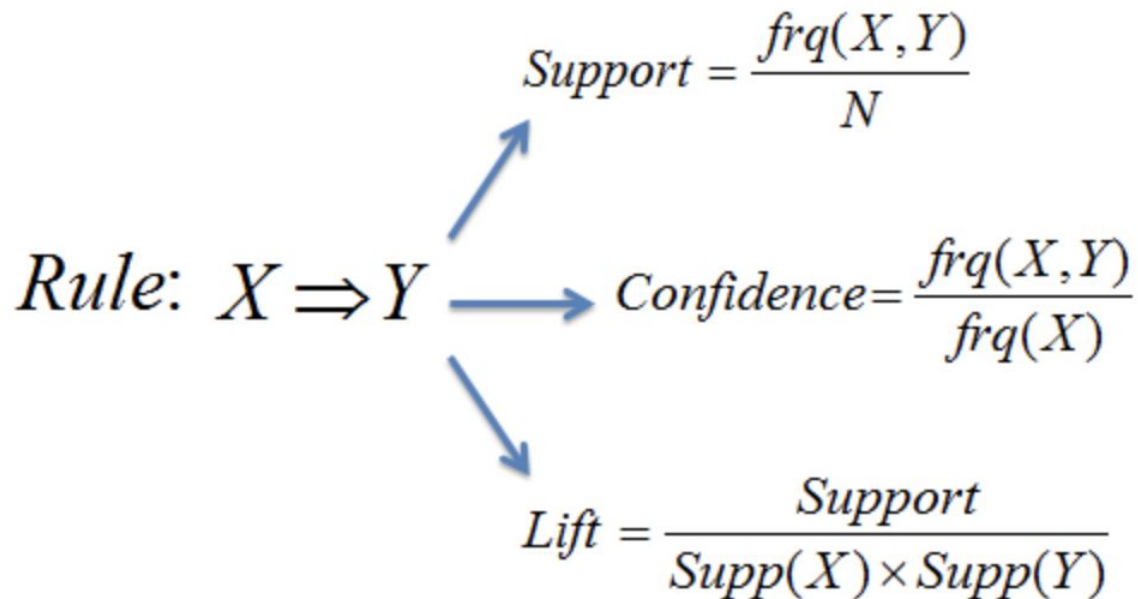 Support = frq(X,Y) / N
Rule: X ⇒ Y
Confidence= frq(X,Y) / frq(X)
Lift = Support / Supp(X)×Supp(Y)